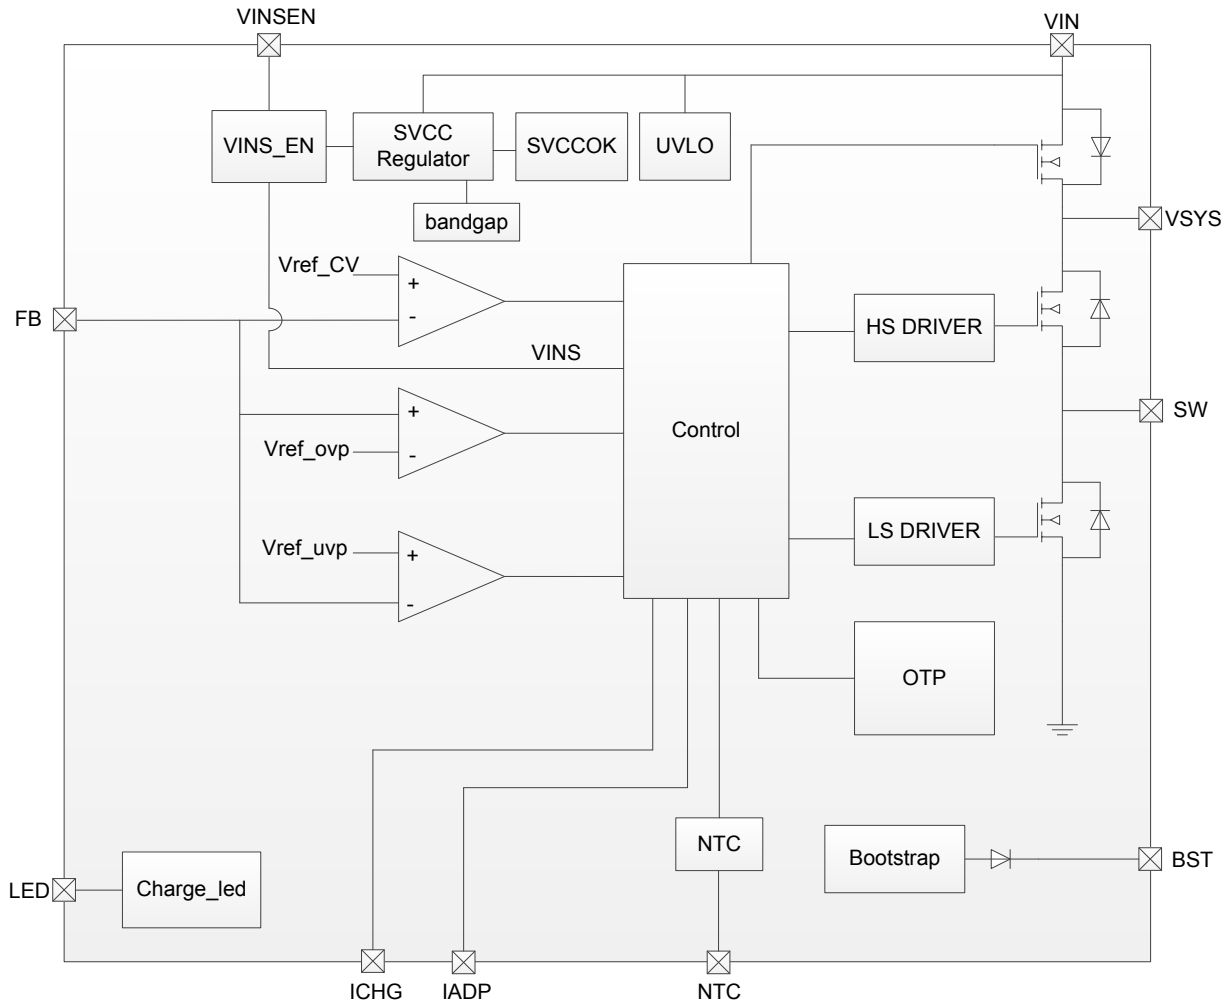 VINSEN
VIN
VINS_EN
SVCC
Regulator
SVCCOK
UVLO
bandgap
VSYS
Vref_CV
+
-
FB
HS DRIVER
VINS
SW
+
Vref_ovp
-
Control
LS DRIVER
Vref_uvp
+
-
OTP
NTC
Bootstrap
BST
LED
Charge_led
ICHG
IADP
NTC